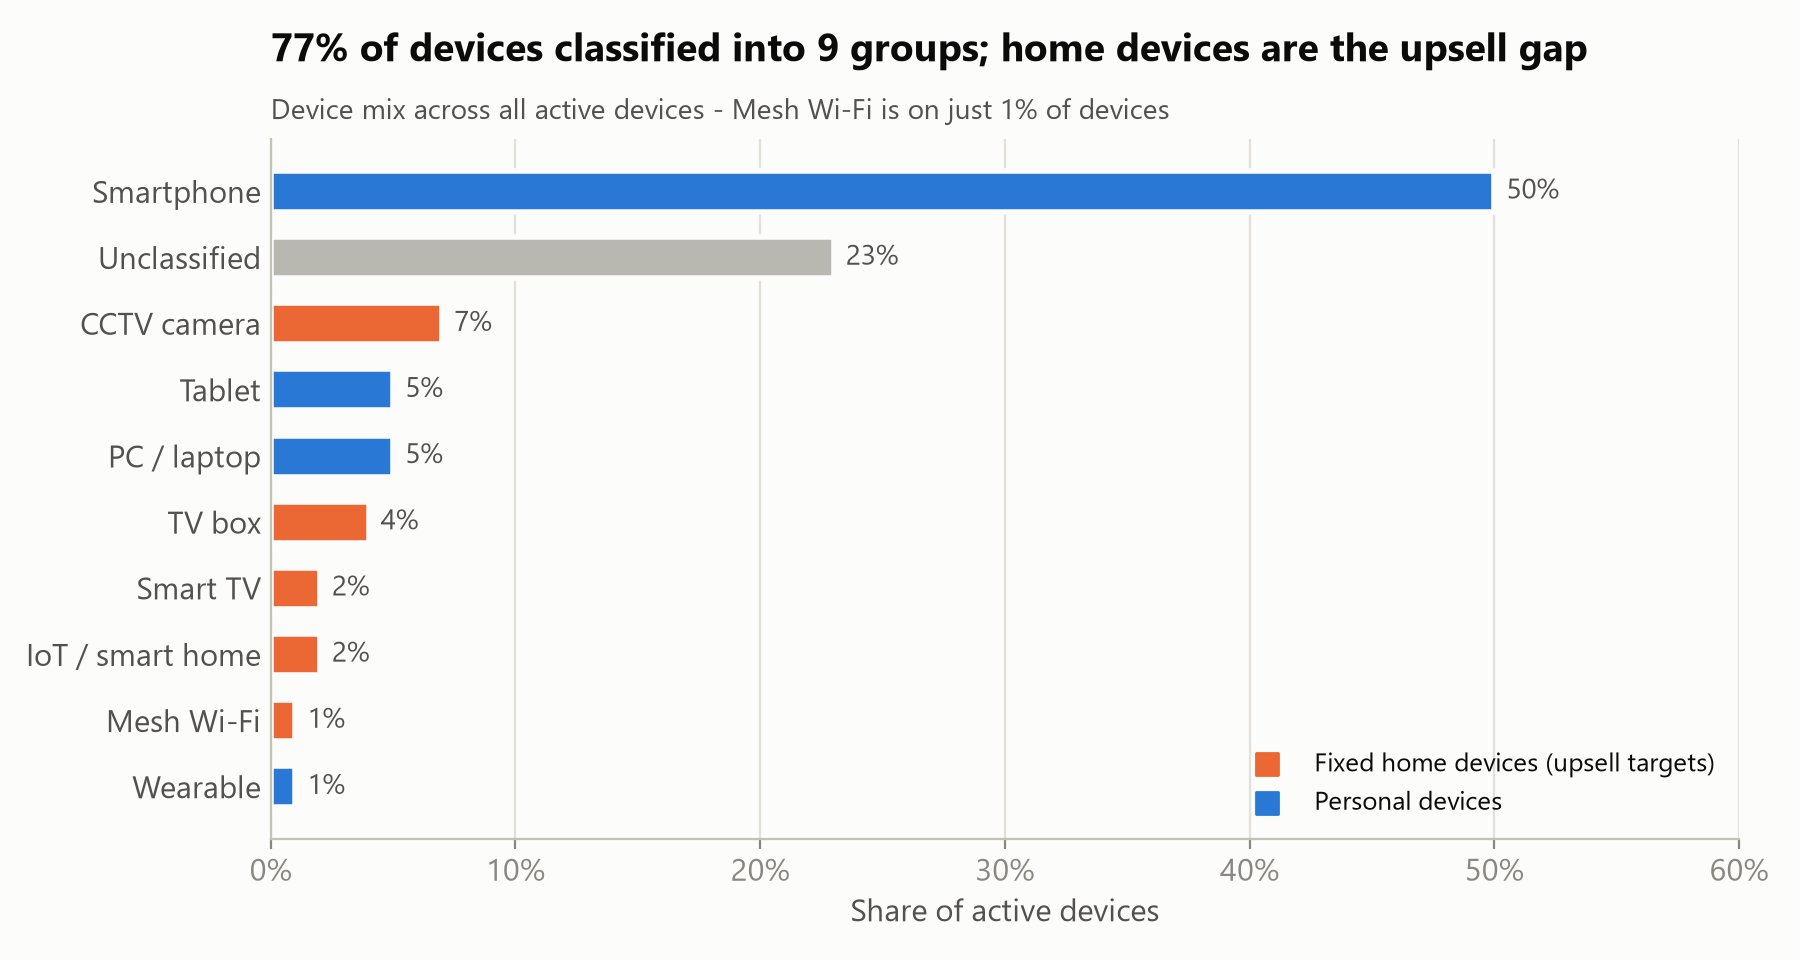 77% of devices classified into 9 groups; home devices are the upsell gap
Device mix across all active devices - Mesh Wi-Fi is on just 1% of devices
Smartphone 50%
Unclassified 23%
CCTV camera 7%
Tablet 5%
PC / laptop 5%
TV box 4%
Smart TV 2%
IoT / smart home 2%
Mesh Wi-Fi 1%
Wearable 1%
Fixed home devices (upsell targets)
Personal devices
0% 10% 20% 30% 40% 50% 60%
Share of active devices